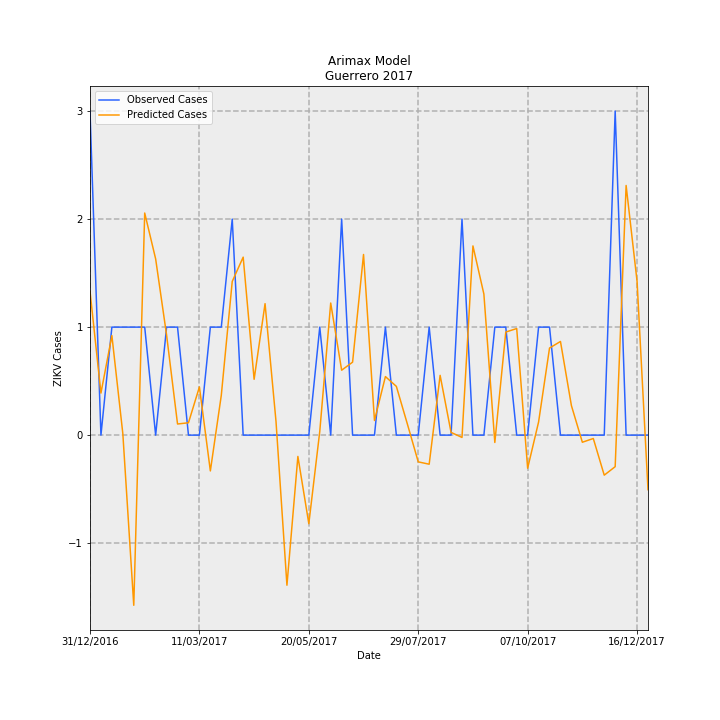 Arimax Model
Guerrero 2017
Observed Cases
Predicted Cases
ZIKV Cases
3
2
1
0
−1
31/12/2016
11/03/2017
20/05/2017
29/07/2017
07/10/2017
16/12/2017
Date